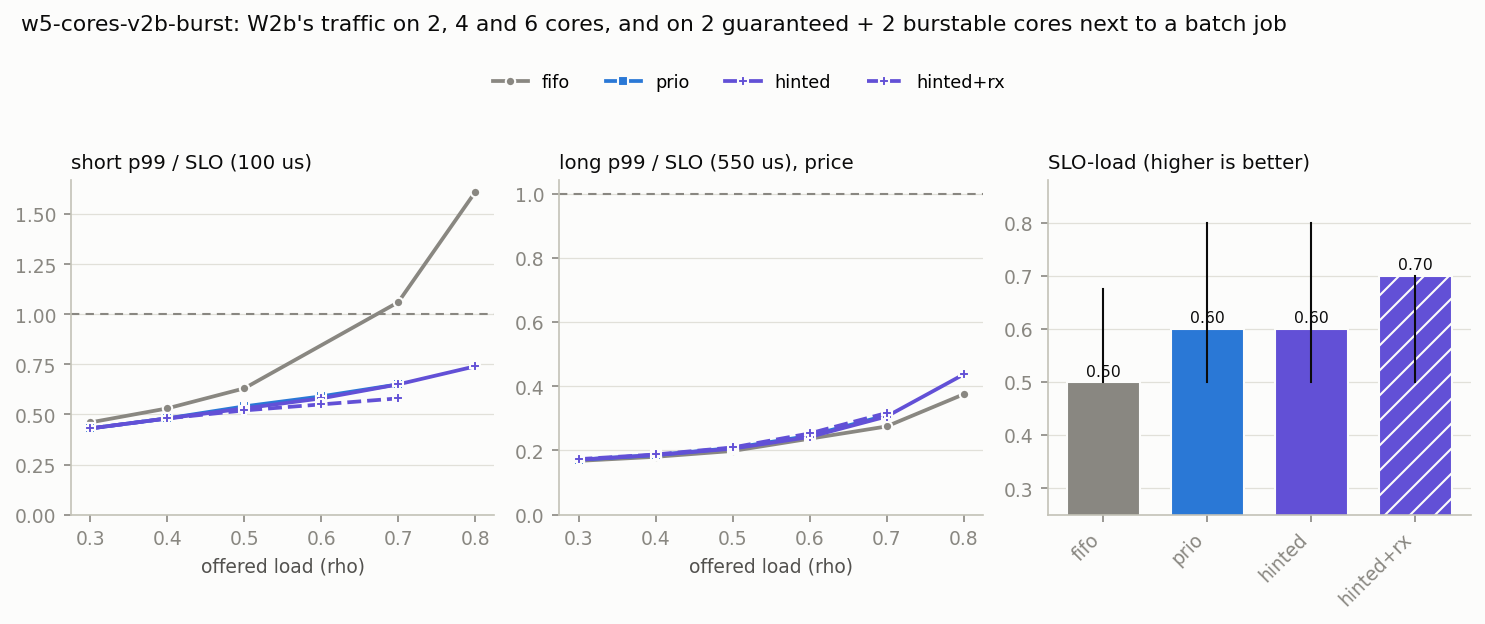 w5-cores-v2b-burst: W2b's traffic on 2, 4 and 6 cores, and on 2 guaranteed + 2 burstable cores next to a batch job
fifo prio hinted hinted+rx
short p99 / SLO (100 us)
1.50
1.25
1.00
0.75
0.50
0.25
0.00
0.3 0.4 0.5 0.6 0.7 0.8
offered load (rho)
long p99 / SLO (550 us), price
1.0
0.8
0.6
0.4
0.2
0.0
0.3 0.4 0.5 0.6 0.7 0.8
offered load (rho)
SLO-load (higher is better)
0.8
0.7
0.6
0.5
0.4
0.3
0.50
0.60
0.60
0.70
fifo
prio
hinted
hinted+rx